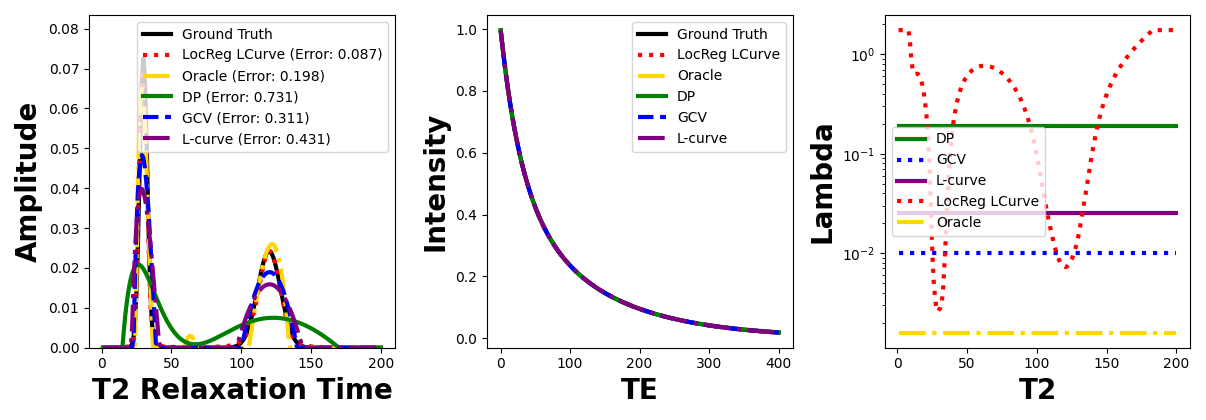 0.08
0.07
0.06
0.05
0.04
0.03
0.02
0.01
0.00
Amplitude
0 50 100 150 200
T2 Relaxation Time
Ground Truth
LocReg LCurve (Error: 0.087)
Oracle (Error: 0.198)
DP (Error: 0.731)
GCV (Error: 0.311)
L-curve (Error: 0.431)
1.0
0.8
0.6
0.4
0.2
0.0
Intensity
0 100 200 300 400
TE
Ground Truth
LocReg LCurve
Oracle
DP
GCV
L-curve
10⁰
10⁻¹
10⁻²
Lambda
0 50 100 150 200
T2
DP
GCV
L-curve
LocReg LCurve
Oracle